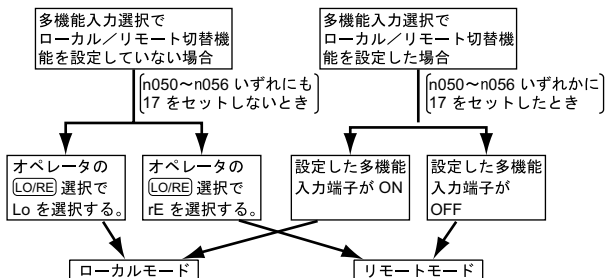 多機能入力選択で
ローカル／リモート切替機
能を設定していない場合
多機能入力選択で
ローカル／リモート切替機
能を設定した場合
n050～n056 いずれにも
17 をセットしないとき
n050～n056 いずれかに
17 をセットしたとき
オペレータの
LO/RE 選択で
Lo を選択する。
オペレータの
LO/RE 選択で
rE を選択する。
設定した多機能
入力端子が ON
設定した多機能
入力端子が
OFF
ローカルモード
リモートモード